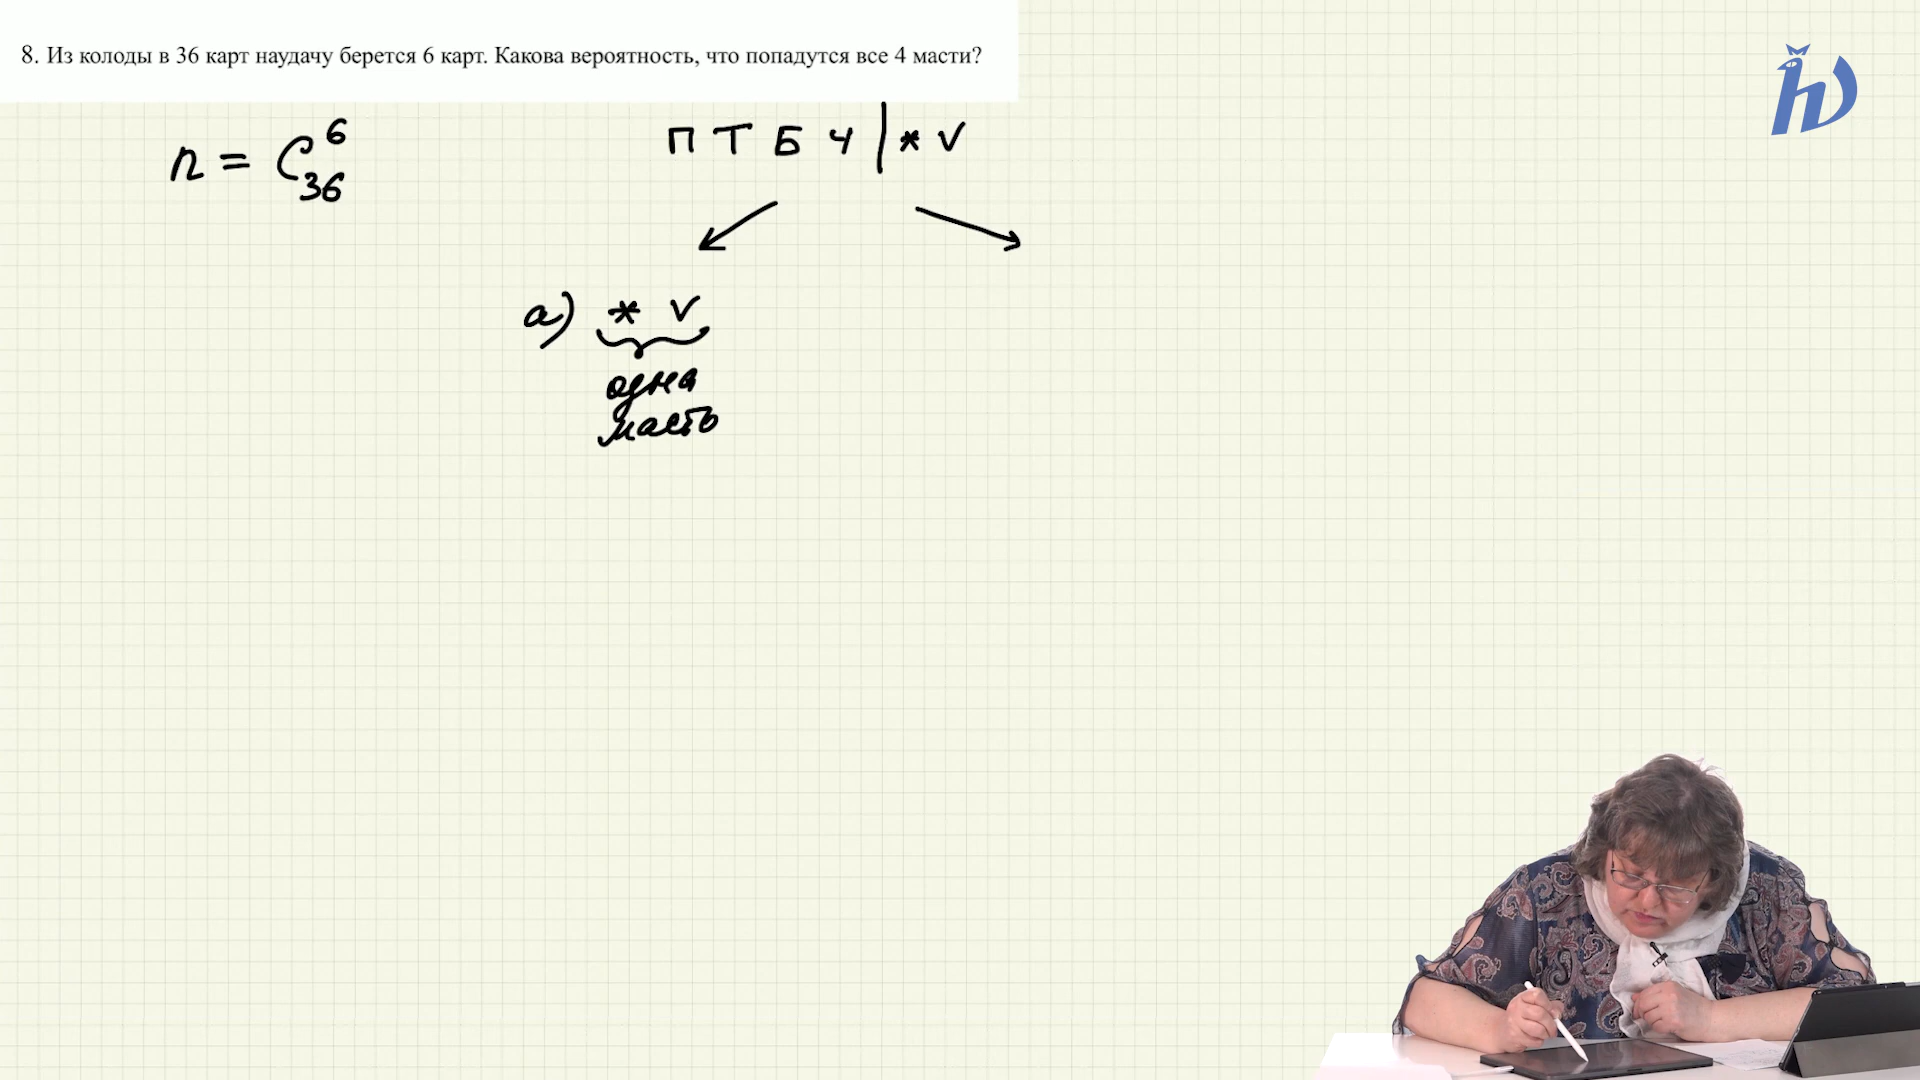 8. Из колоды в 36 карт наудачу берется 6 карт. Какова вероятность, что попадутся все 4 масти?
n = C₃₆⁶
П Т Б Ч | * V
а) * V
одна
масть